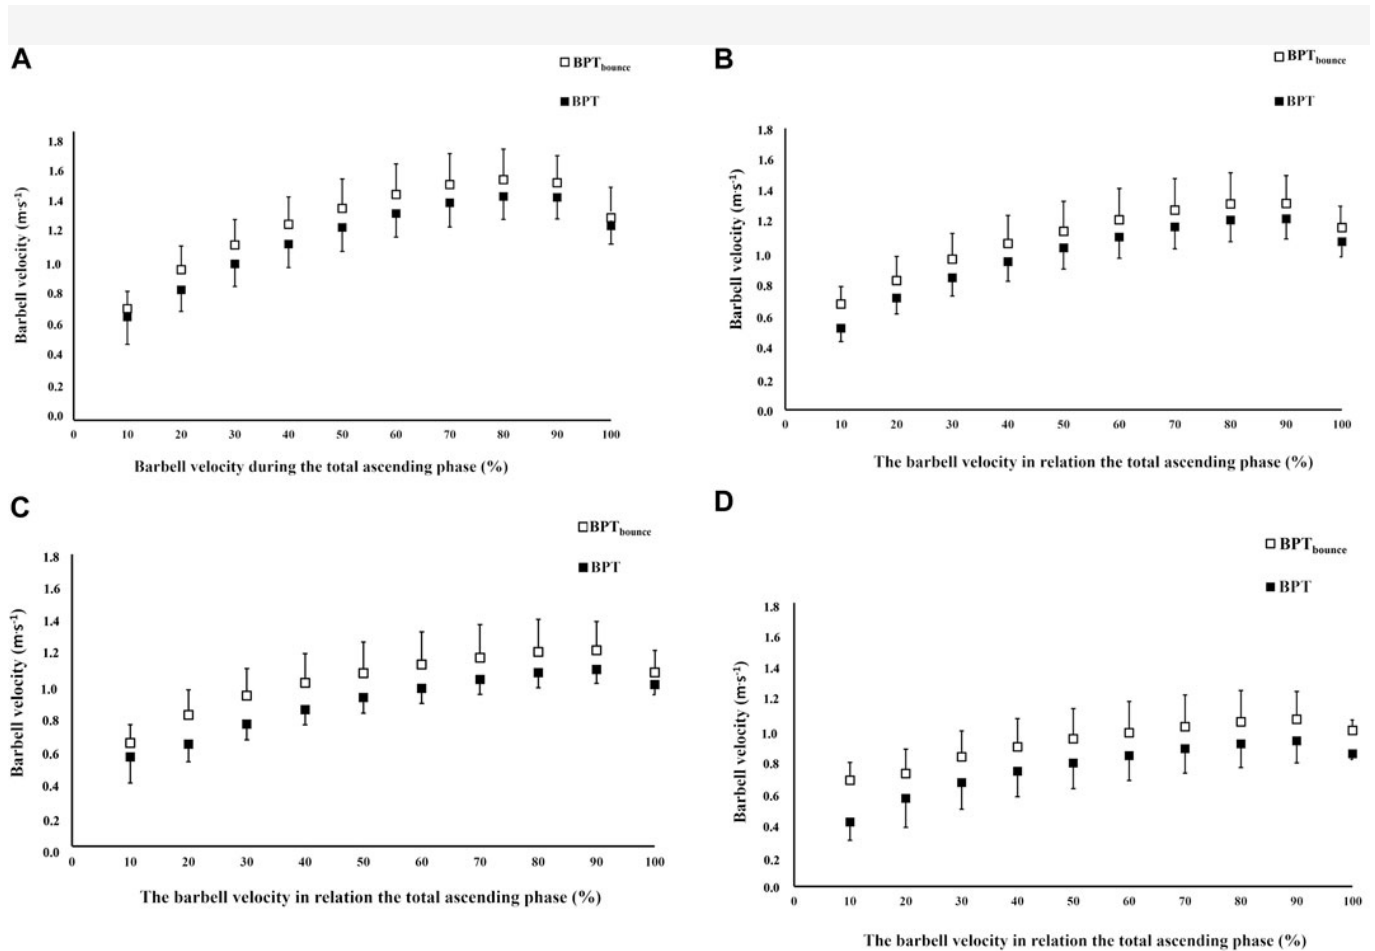 A
BPTbounce
BPT
1.8
1.6
1.4
1.2
1.0
0.8
0.6
0.4
0.2
0.0
Barbell velocity (m·s-1)
0 10 20 30 40 50 60 70 80 90 100
Barbell velocity during the total ascending phase (%)
B
BPTbounce
BPT
1.8
1.6
1.4
1.2
1.0
0.8
0.6
0.4
0.2
0.0
Barbell velocity (m·s-1)
0 10 20 30 40 50 60 70 80 90 100
The barbell velocity in relation the total ascending phase (%)
C
BPTbounce
BPT
1.8
1.6
1.4
1.2
1.0
0.8
0.6
0.4
0.2
0.0
Barbell velocity (m·s-1)
0 10 20 30 40 50 60 70 80 90 100
The barbell velocity in relation the total ascending phase (%)
D
BPTbounce
BPT
1.8
1.6
1.4
1.2
1.0
0.8
0.6
0.4
0.2
0.0
Barbell velocity (m·s-1)
0 10 20 30 40 50 60 70 80 90 100
The barbell velocity in relation the total ascending phase (%)